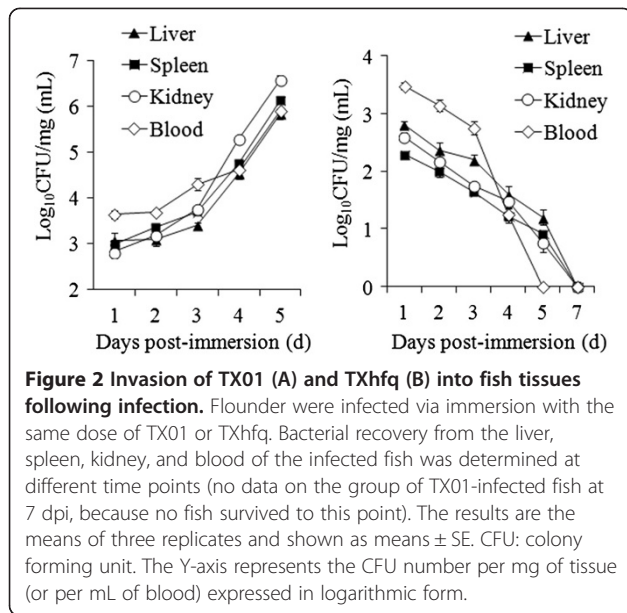 Liver
Spleen
Kidney
Blood
Log₁₀CFU/mg (mL)
7
6
5
4
3
2
1 2 3 4 5
Days post-immersion (d)
Liver
Spleen
Kidney
Blood
Log₁₀CFU/mg (mL)
4
3
2
1
0
1 2 3 4 5 7
Days post-immersion (d)
Figure 2 Invasion of TX01 (A) and TXhfq (B) into fish tissues
following infection. Flounder were infected via immersion with the
same dose of TX01 or TXhfq. Bacterial recovery from the liver,
spleen, kidney, and blood of the infected fish was determined at
different time points (no data on the group of TX01-infected fish at
7 dpi, because no fish survived to this point). The results are the
means of three replicates and shown as means ± SE. CFU: colony
forming unit. The Y-axis represents the CFU number per mg of tissue
(or per mL of blood) expressed in logarithmic form.